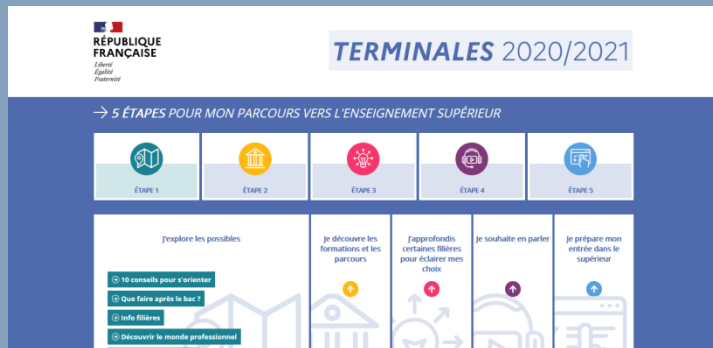 RÉPUBLIQUE
FRANÇAISE
Liberté
Égalité
Fraternité
TERMINALES 2020/2021
→ 5 ÉTAPES POUR MON PARCOURS VERS L'ENSEIGNEMENT SUPÉRIEUR
ÉTAPE 1
ÉTAPE 2
ÉTAPE 3
ÉTAPE 4
ÉTAPE 5
J'explore les possibles
10 conseils pour s'orienter
Que faire après le bac ?
Info filières
Découvrir le monde professionnel
Je découvre les
formations et les
parcours
J'approfondis
certaines filières
pour éclairer mes
choix
Je souhaite en parler
Je prépare mon
entrée dans le
supérieur